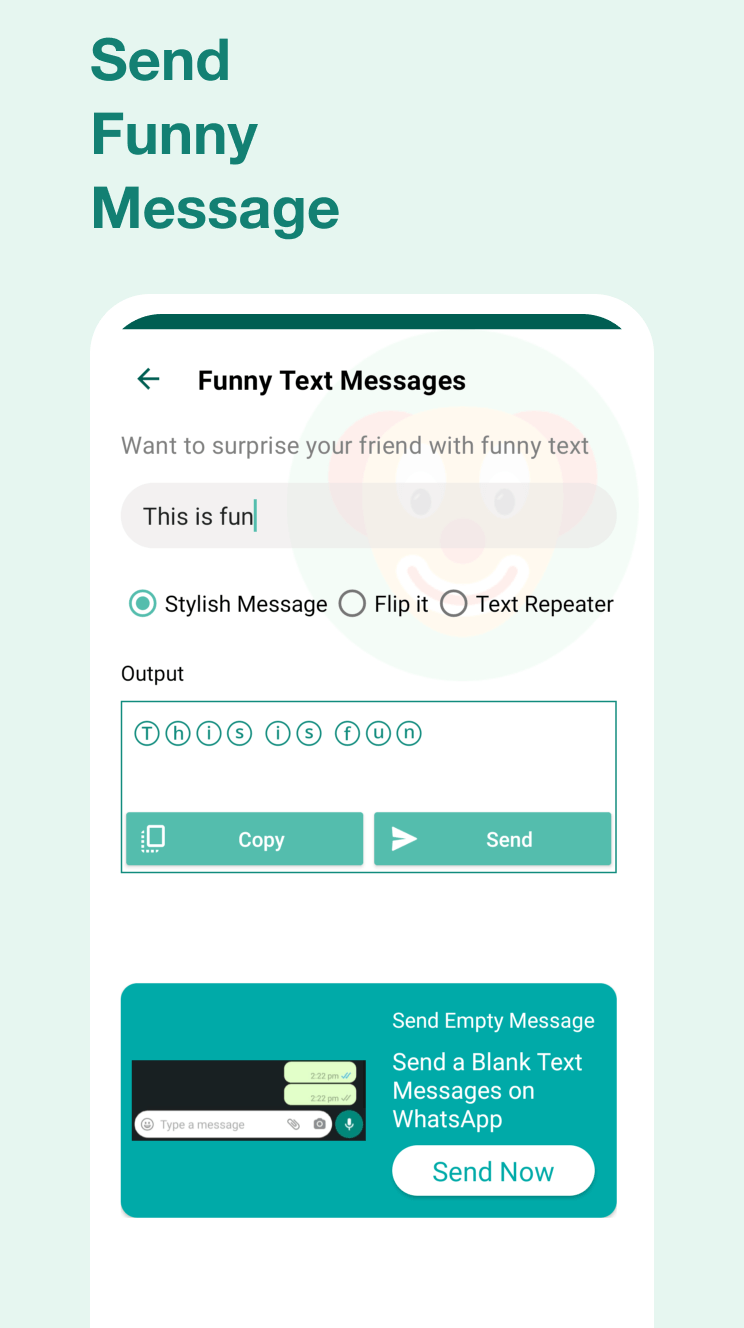 Send
Funny
Message
Funny Text Messages
Want to surprise your friend with funny text
This is fun
Stylish Message Flip it Text Repeater
Output
Ⓣⓗⓘⓢ ⓘⓢ ⓕⓤⓝ
Copy Send
Send Empty Message
Send a Blank Text
Messages on
WhatsApp
2:22 pm
2:22 pm
Type a message
Send Now